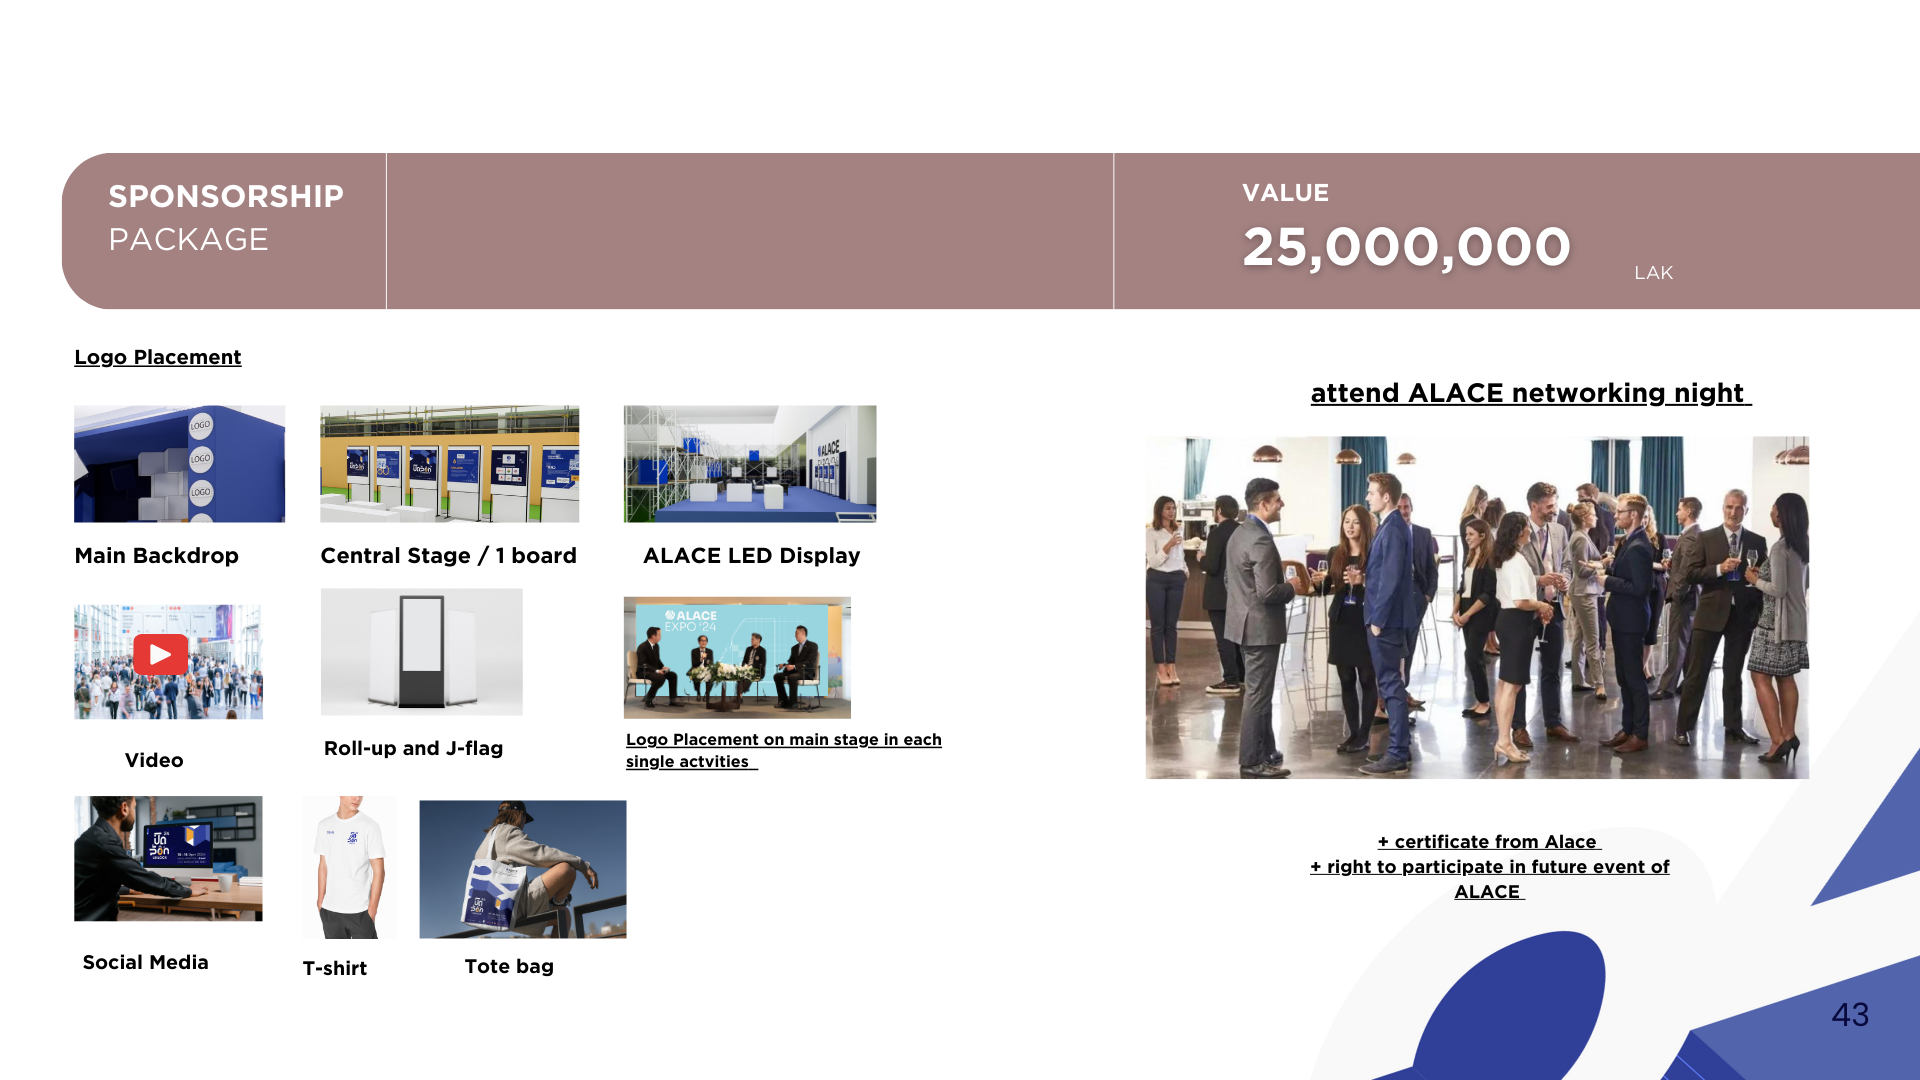 SPONSORSHIP
PACKAGE
VALUE
25,000,000
LAK
Logo Placement
LOGO
LOGO
LOGO
ALACE
Main Backdrop
Central Stage / 1 board
ALACE LED Display
attend ALACE networking night
ALACE
EXPO '24
Video
Roll-up and J-flag
Logo Placement on main stage in each
single actvities
+ certificate from Alace
+ right to participate in future event of
ALACE
Social Media
T-shirt
Tote bag
43